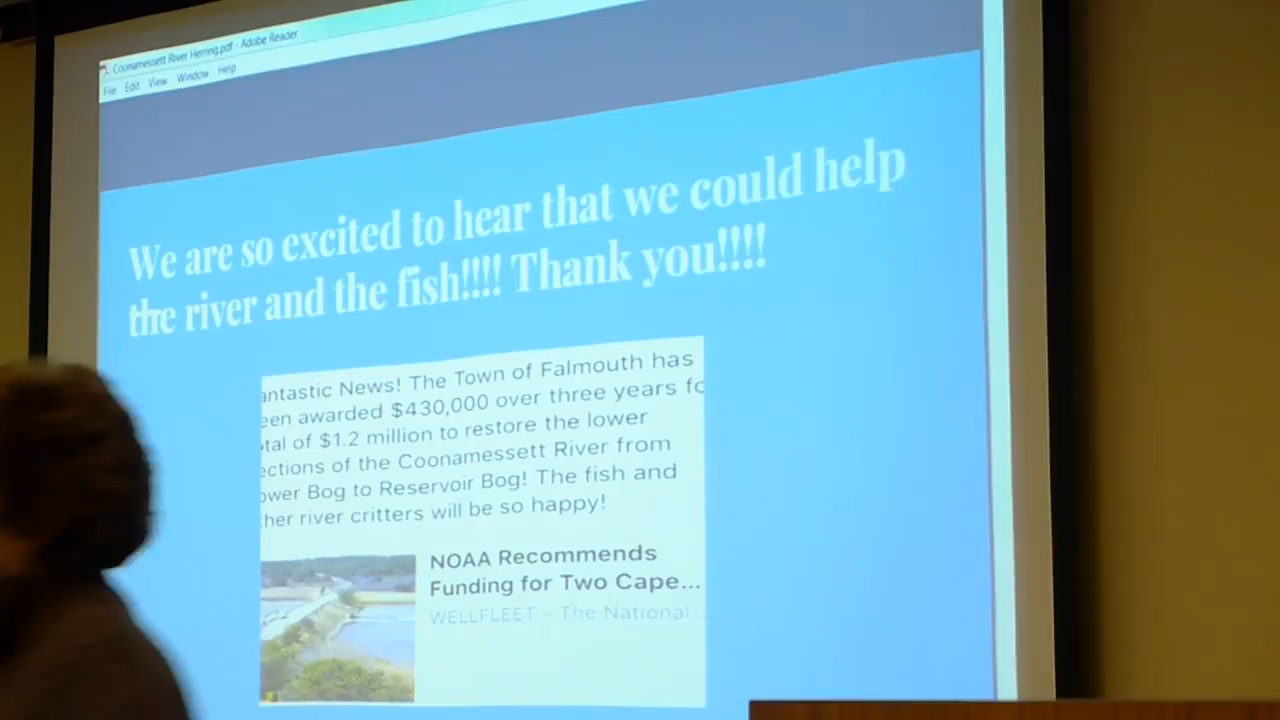 Coonamessett River Herring.pdf - Adobe Reader
File Edit View Window Help
We are so excited to hear that we could help
the river and the fish!!!! Thank you!!!!
antastic News! The Town of Falmouth has
een awarded $430,000 over three years fo
otal of $1.2 million to restore the lower
ections of the Coonamessett River from
ower Bog to Reservoir Bog! The fish and
ther river critters will be so happy!
NOAA Recommends
Funding for Two Cape...
WELLFLEET – The National ...